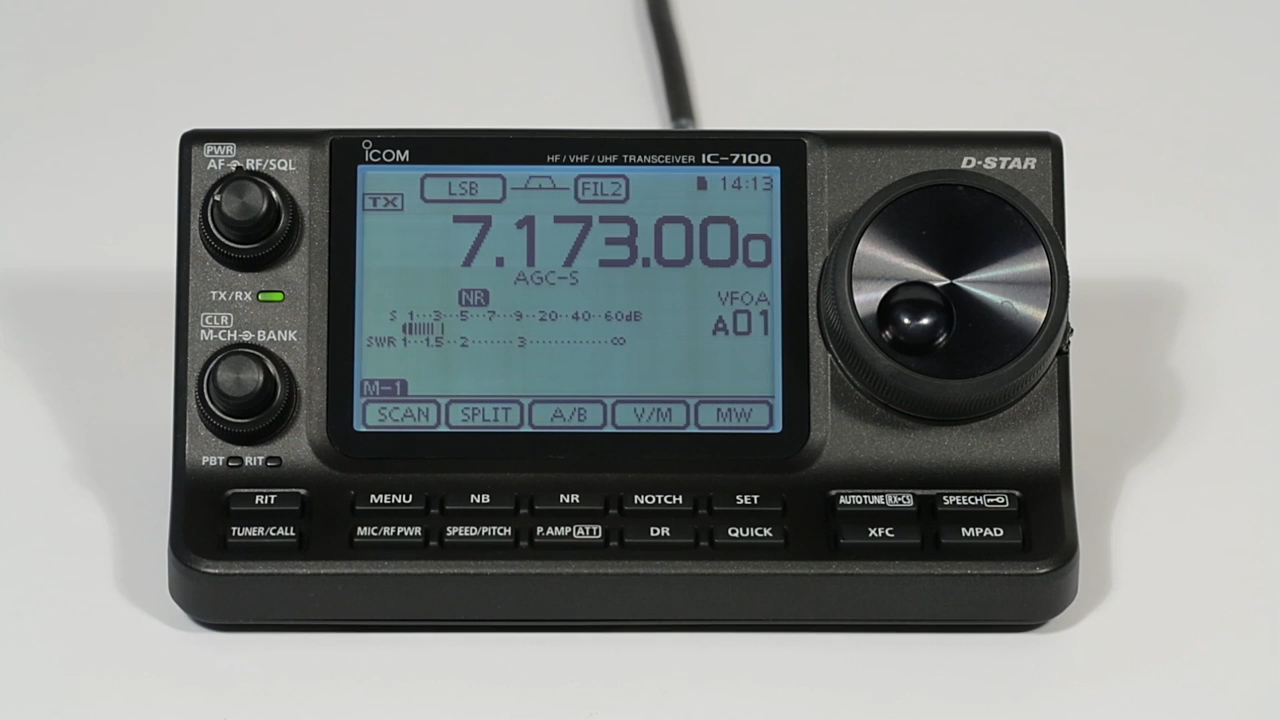 PWR
AF RF/SQL
ICOM
HF/VHF/UHF TRANSCEIVER IC-7100
D-STAR
LSB FIL2 14:13
TX
7.173.000
AGC-S
NR
VFOA
S 1 3 5 7 9 20 40 60dB
A01
SWR 1 1.5 2 3 ∞
M-1
SCAN SPLIT A/B V/M MW
TX/RX
CLR
M-CH BANK
PBT RIT
RIT MENU NB NR NOTCH SET AUTO TUNE RX→CS SPEECH
TUNER/CALL MIC/RF PWR SPEED/PITCH P.AMP ATT DR QUICK XFC MPAD